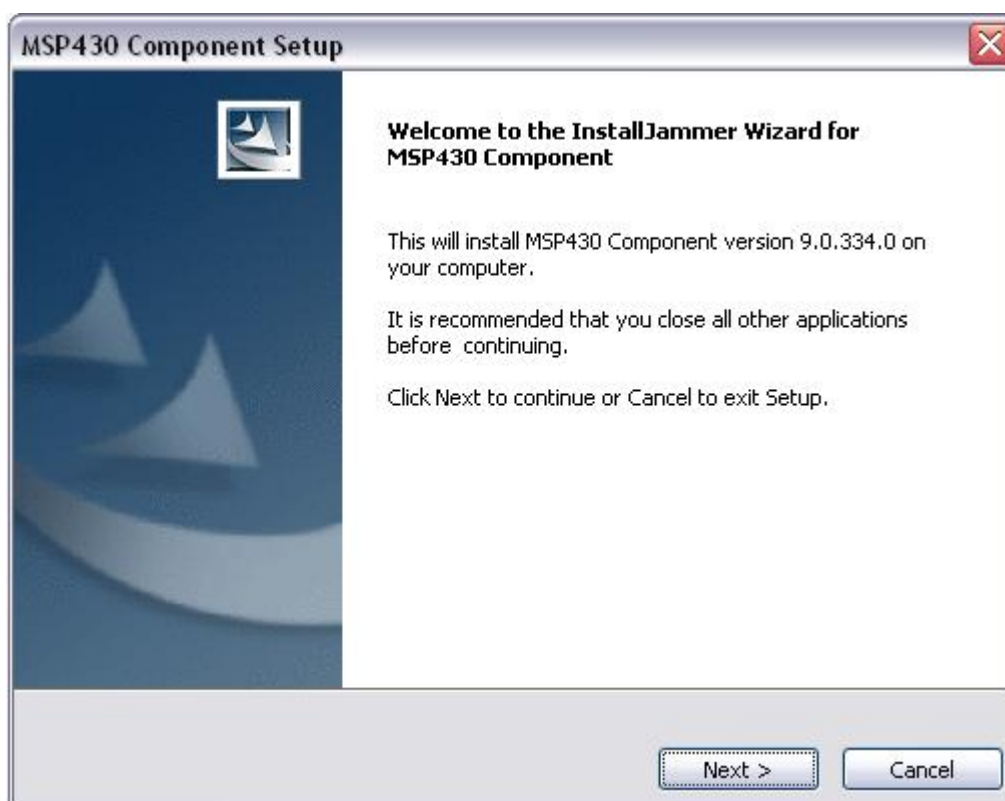 MSP430 Component Setup
Welcome to the InstallJammer Wizard for
MSP430 Component
This will install MSP430 Component version 9.0.334.0 on
your computer.
It is recommended that you close all other applications
before  continuing.
Click Next to continue or Cancel to exit Setup.
Next >
Cancel